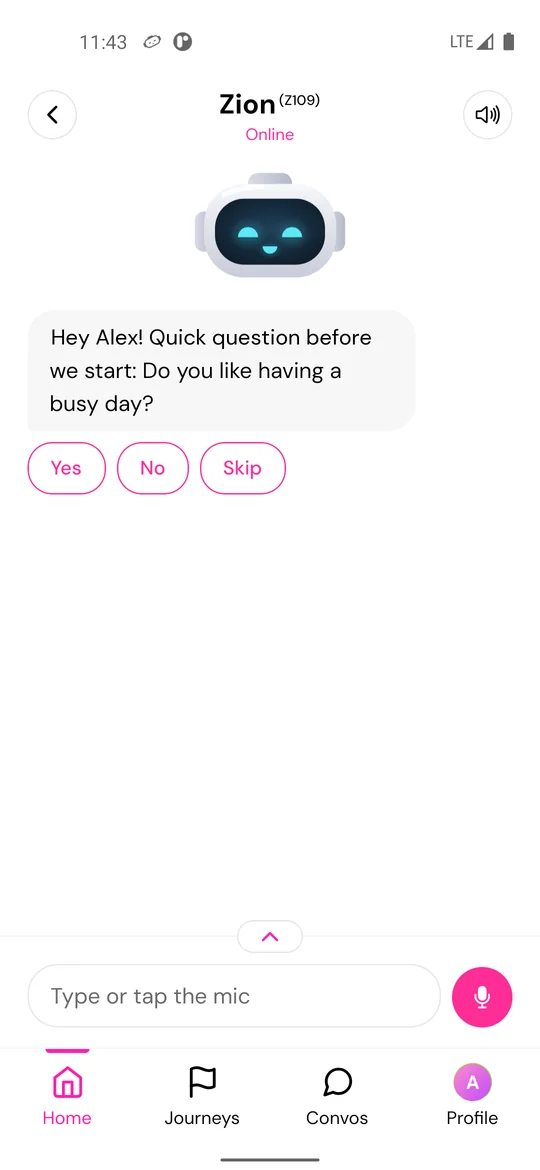 11:43
LTE
Zion (Z109)
Online
Hey Alex! Quick question before
we start: Do you like having a
busy day?
Yes
No
Skip
Type or tap the mic
Home
Journeys
Convos
A
Profile